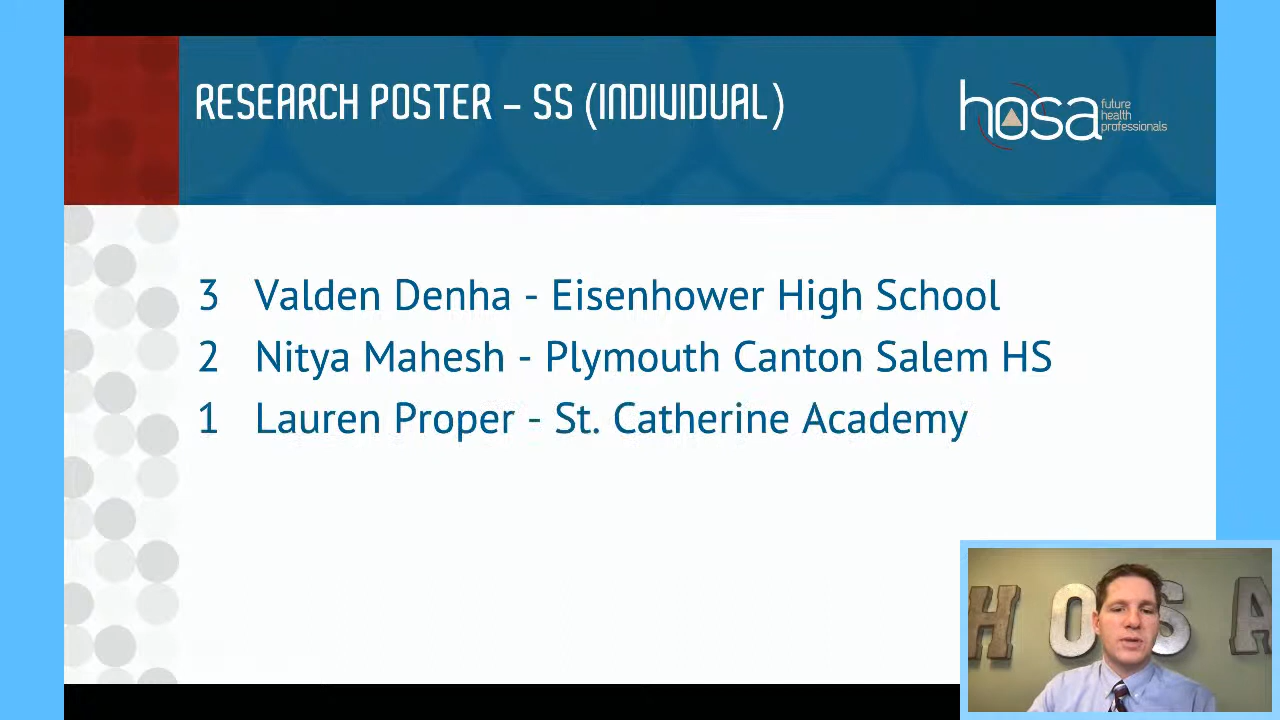 RESEARCH POSTER – SS (INDIVIDUAL)
hosa future health professionals
3 Valden Denha - Eisenhower High School
2 Nitya Mahesh - Plymouth Canton Salem HS
1 Lauren Proper - St. Catherine Academy
HOSA